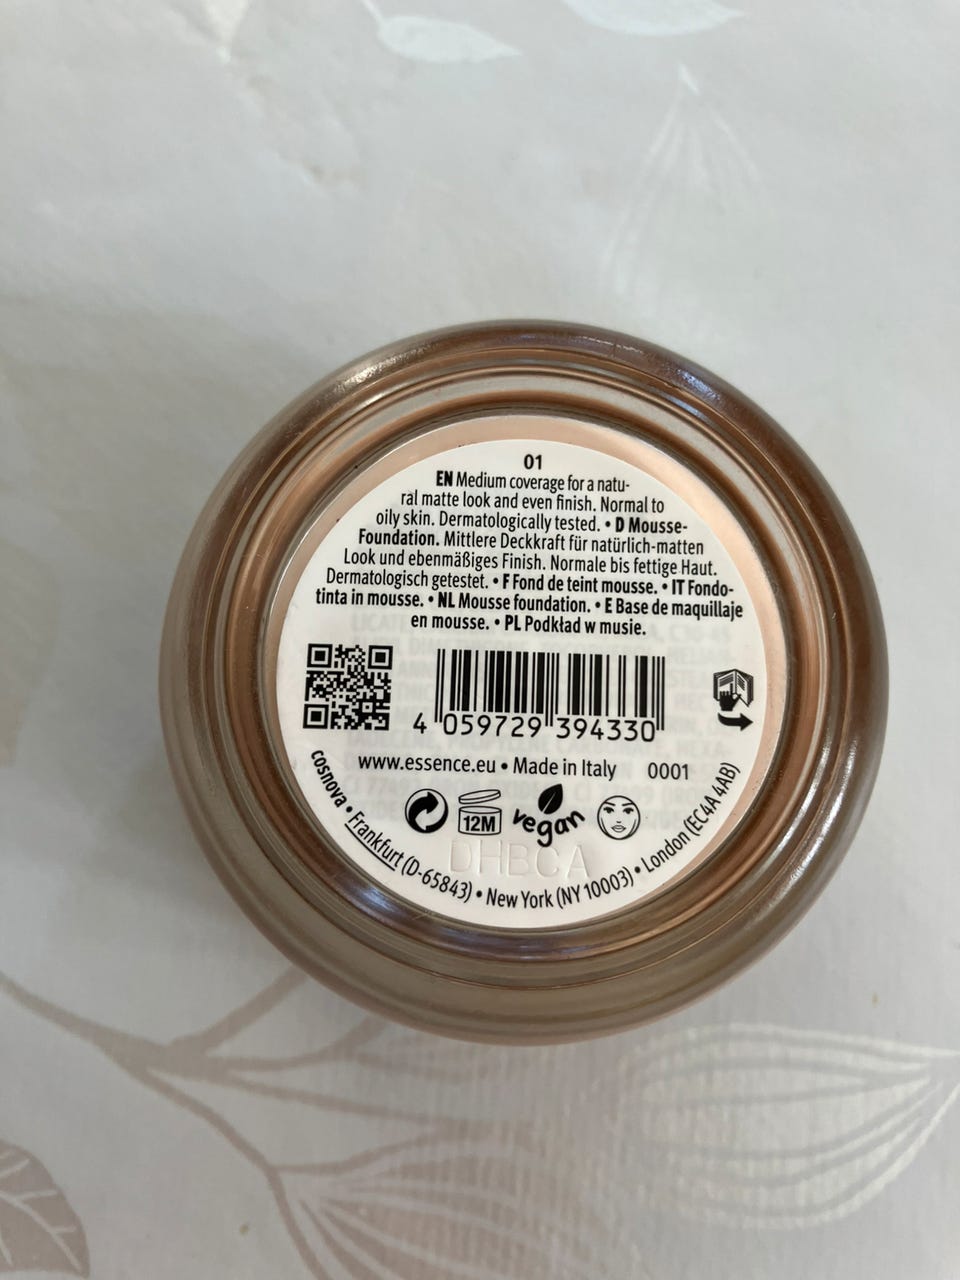 01
EN Medium coverage for a natu-
ral matte look and even finish. Normal to
oily skin. Dermatologically tested. • D Mousse-
Foundation. Mittlere Deckkraft für natürlich-matten
Look und ebenmäßiges Finish. Normale bis fettige Haut.
Dermatologisch getestet. • F Fond de teint mousse. • IT Fondo-
tinta in mousse. • NL Mousse foundation. • E Base de maquillaje
en mousse. • PL Podkład w musie.
4 059729 394330
www.essence.eu • Made in Italy 0001
12M
vegan
DHBCA
cosnova • Frankfurt (D-65843) • New York (NY 10003) • London (EC4A 4AB)